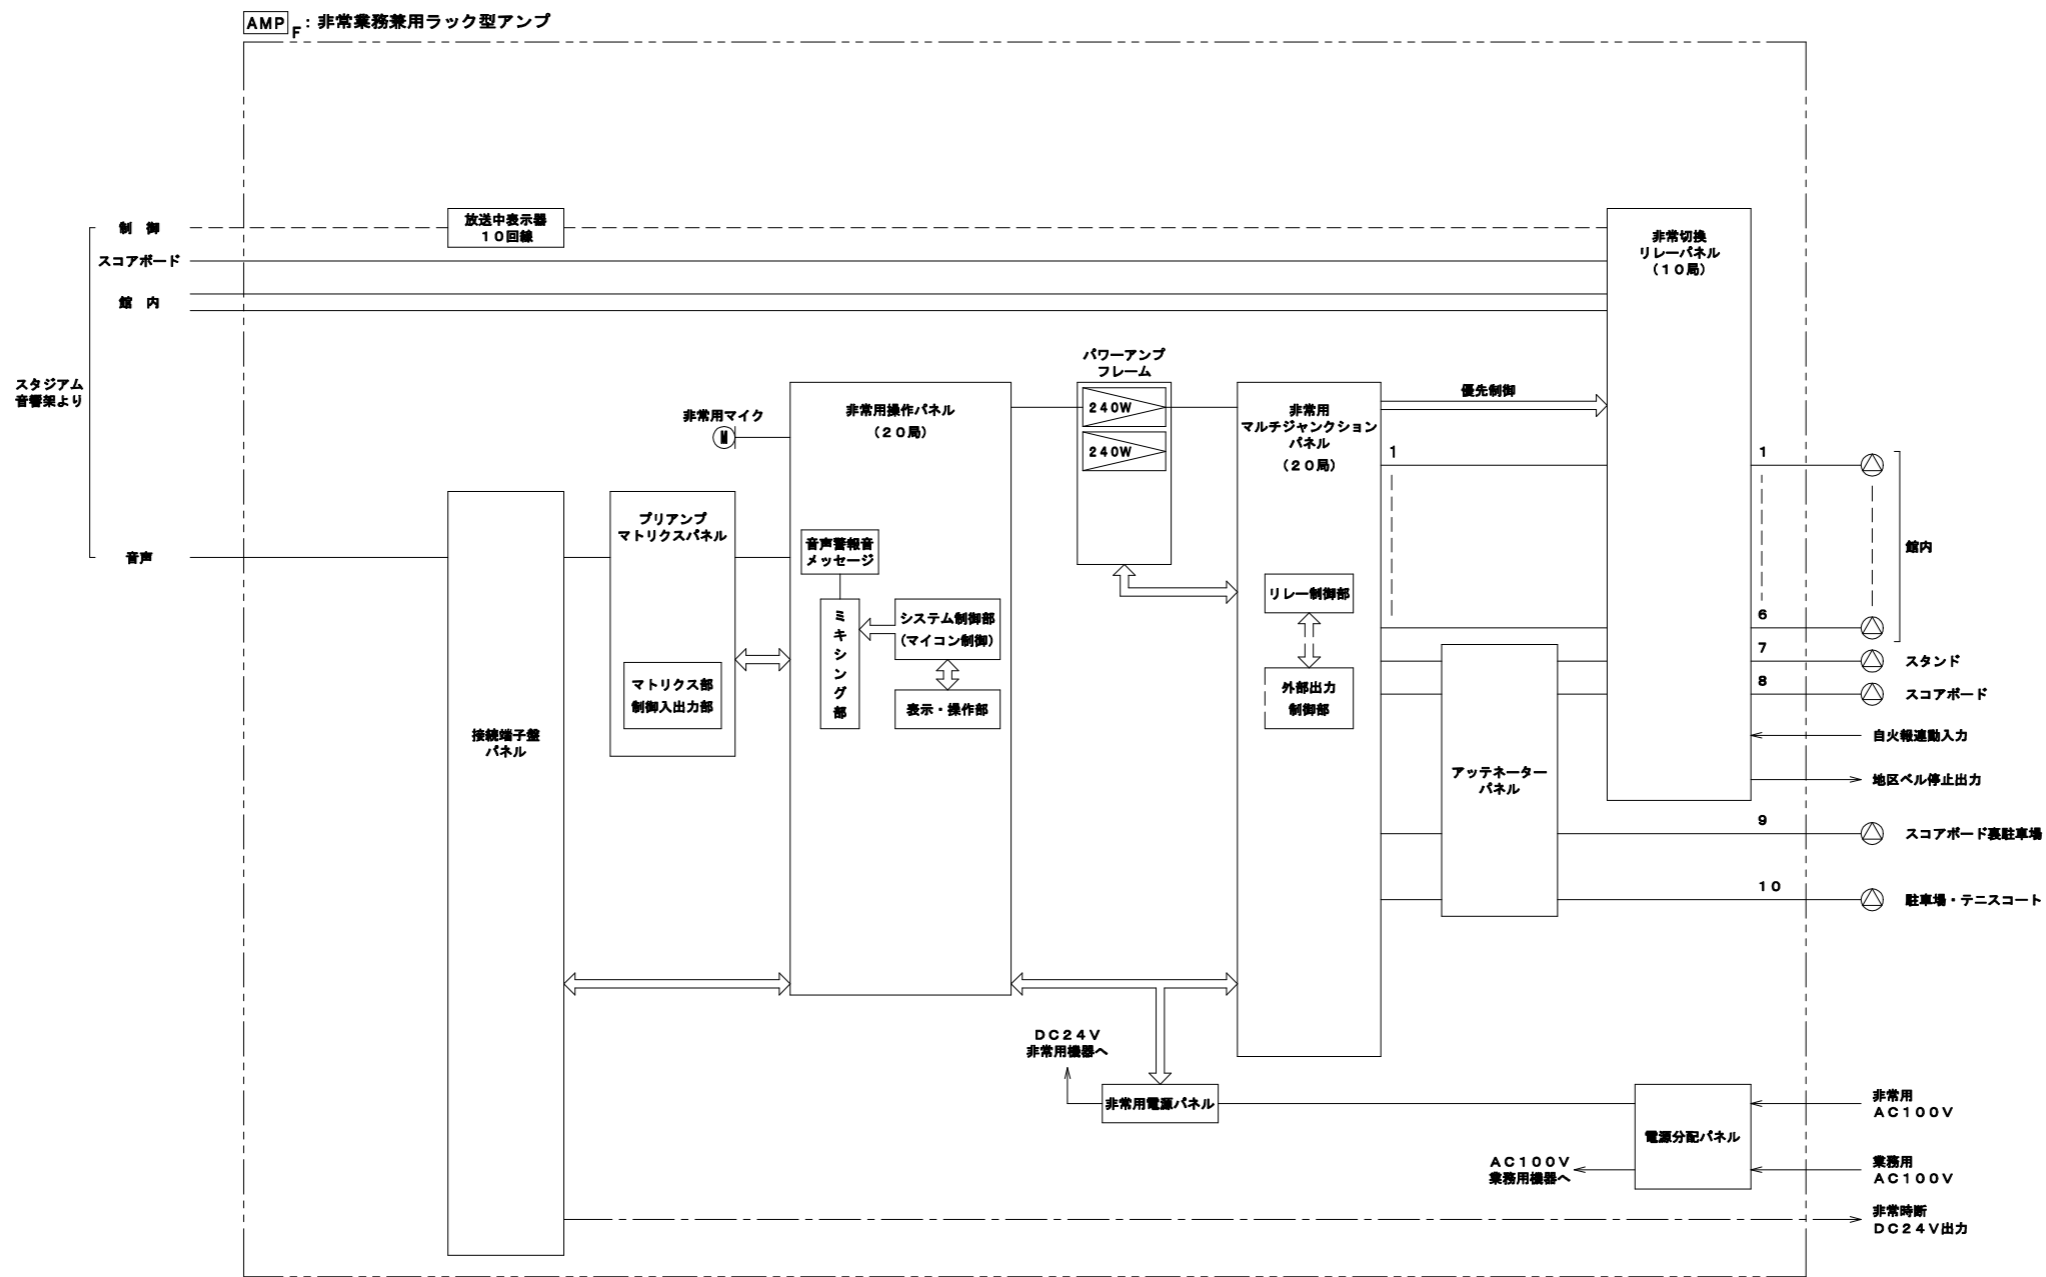 AMP F：非常業務兼用ラック型アンプ
制　御
放送中表示器
１０回線
スコアボード
館　内
スタジアム
音響架より
音声
非常切換
リレーパネル
（１０局）
パワーアンプ
フレーム
240W
240W
非常用マイク
M
非常用操作パネル
（２０局）
非常用
マルチジャンクション
パネル
（２０局）
優先制御
1
1
プリアンプ
マトリクスパネル
音声警報音
メッセージ
館内
リレー制御部
ミキシング部
システム制御部
(マイコン制御)
6
7
スタンド
マトリクス部
制御入出力部
表示・操作部
外部出力
制御部
8
スコアボード
接続端子盤
パネル
自火報連動入力
アッテネーター
パネル
地区ベル停止出力
9
スコアボード裏駐車場
１０
駐車場・テニスコート
ＤＣ２４Ｖ
非常用機器へ
非常用電源パネル
非常用
ＡＣ１００Ｖ
電源分配パネル
ＡＣ１００Ｖ
業務用機器へ
業務用
ＡＣ１００Ｖ
非常時断
ＤＣ２４Ｖ出力